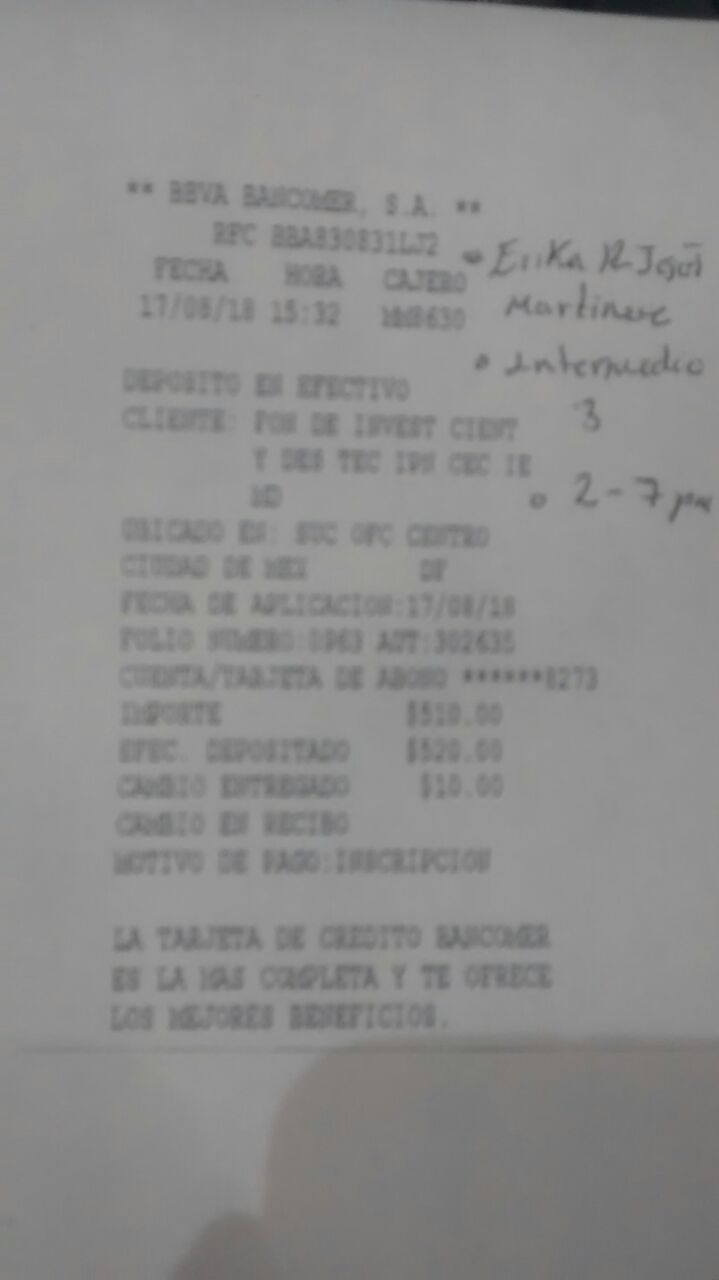 ** BBVA BANCOMER, S.A. **
RFC BBA830831LJ2
FECHA HORA CAJERO
17/08/18 15:32
DEPOSITO EN EFECTIVO
CLIENTE: FON DE INVEST CIENT
Y DES TEC IPN CEC IE
MD
UBICADO EN: SUC OFC CENTRO
CIUDAD DE MEX DF
FECHA DE APLICACION:17/08/18
FOLIO NUMERO:0963 AUT:302635
CUENTA/TARJETA DE ABONO ******8273
IMPORTE $510.00
EFEC. DEPOSITADO $520.00
CAMBIO ENTREGADO $10.00
CAMBIO EN RECIBO
MOTIVO DE PAGO:INSCRIPCION
LA TARJETA DE CREDITO BANCOMER
ES LA MAS COMPLETA Y TE OFRECE
LOS MEJORES BENEFICIOS.
Erika
Martinez
Intermedio
3
2-7 pm